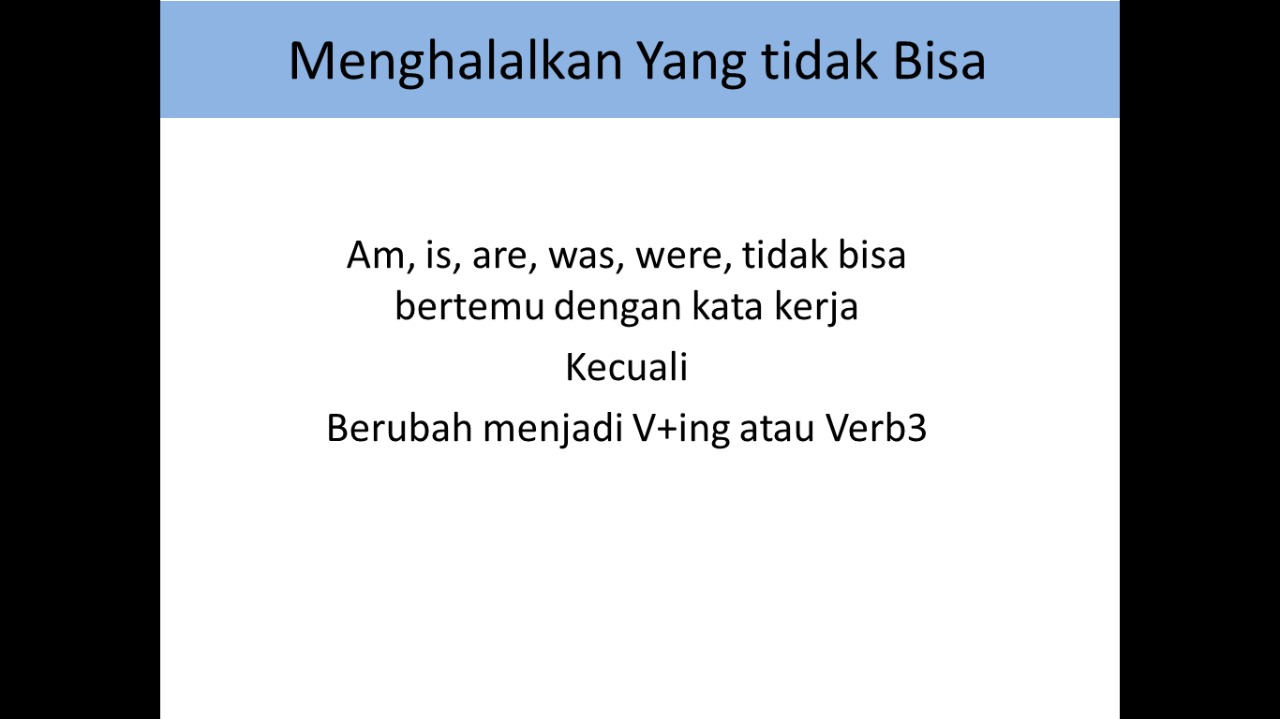 Menghalalkan Yang tidak Bisa
Am, is, are, was, were, tidak bisa
bertemu dengan kata kerja
Kecuali
Berubah menjadi V+ing atau Verb3